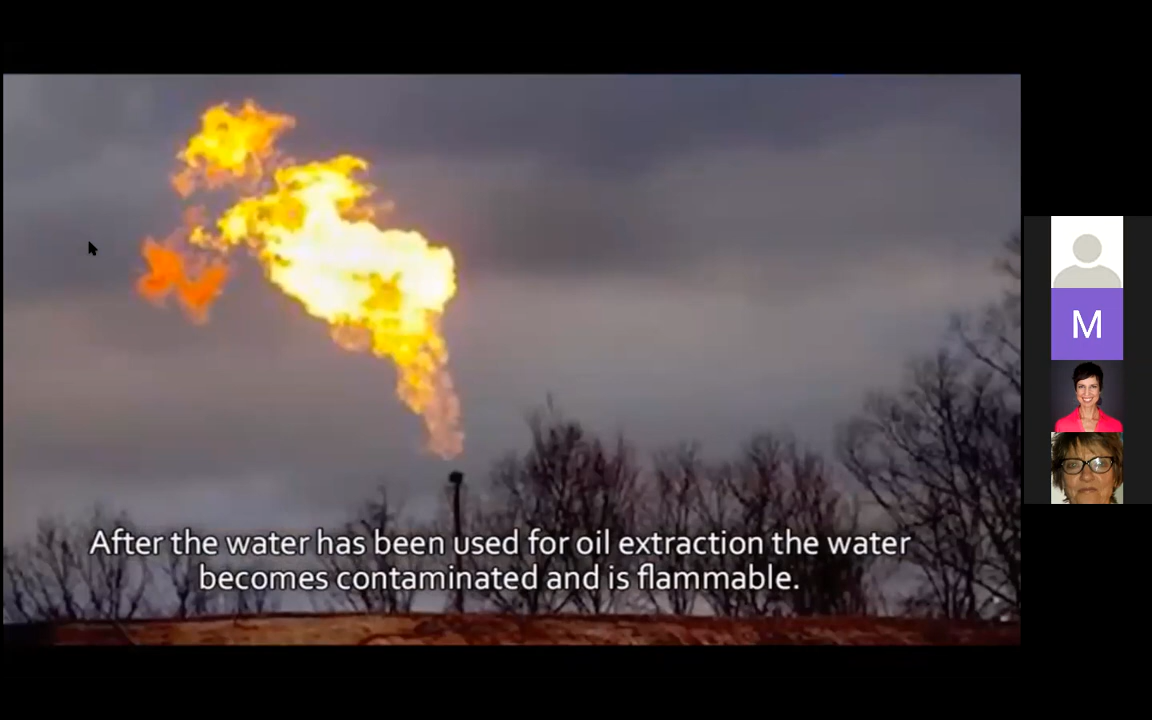 After the water has been used for oil extraction the water
becomes contaminated and is flammable.
M